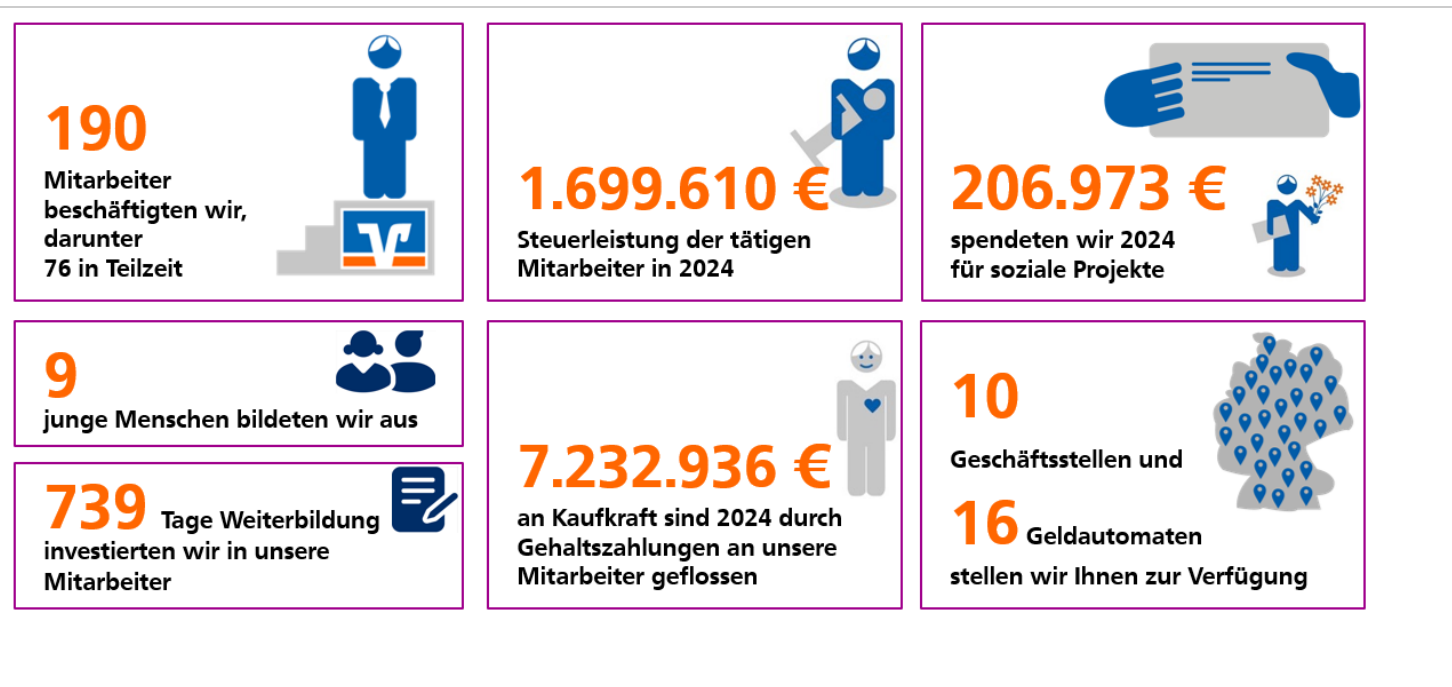 190
Mitarbeiter
beschäftigten wir,
darunter
76 in Teilzeit
1.699.610 €
Steuerleistung der tätigen
Mitarbeiter in 2024
206.973 €
spendeten wir 2024
für soziale Projekte
9
junge Menschen bildeten wir aus
739 Tage Weiterbildung
investierten wir in unsere
Mitarbeiter
7.232.936 €
an Kaufkraft sind 2024 durch
Gehaltszahlungen an unsere
Mitarbeiter geflossen
10
Geschäftsstellen und
16 Geldautomaten
stellen wir Ihnen zur Verfügung